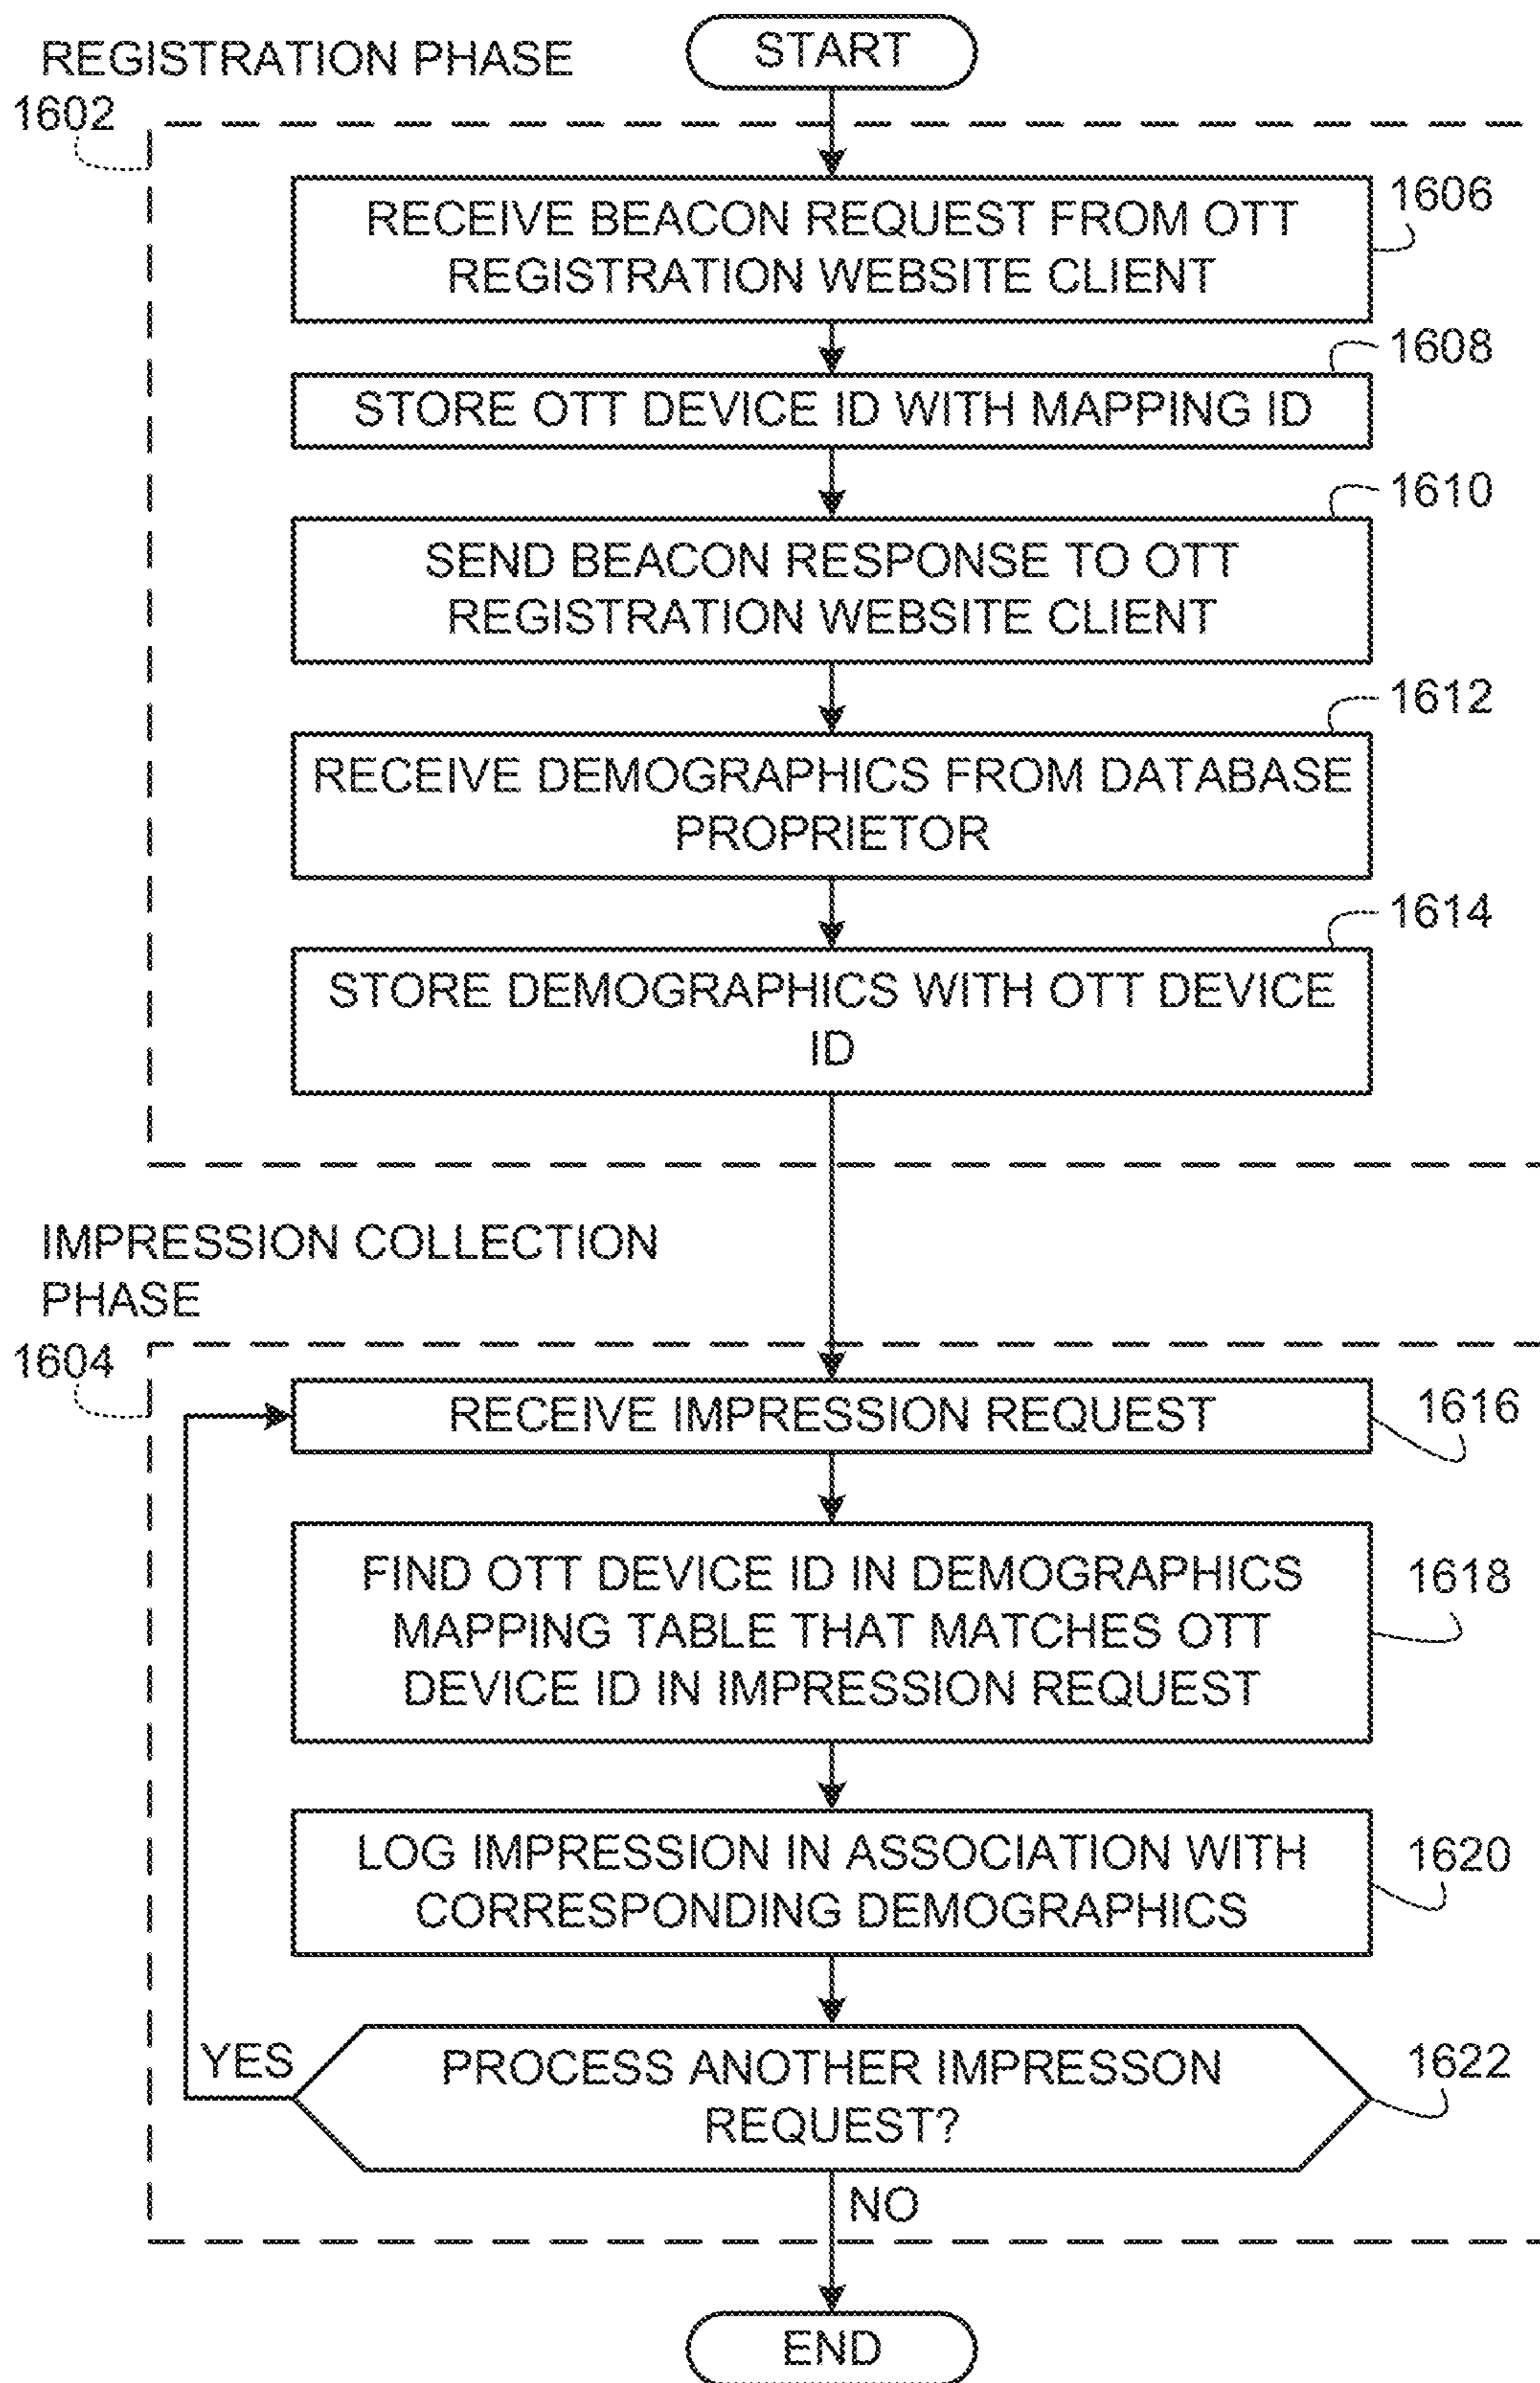 START
REGISTRATION PHASE
1602
RECEIVE BEACON REQUEST FROM OTT
REGISTRATION WEBSITE CLIENT
1606
STORE OTT DEVICE ID WITH MAPPING ID
1608
SEND BEACON RESPONSE TO OTT
REGISTRATION WEBSITE CLIENT
1610
RECEIVE DEMOGRAPHICS FROM DATABASE
PROPRIETOR
1612
STORE DEMOGRAPHICS WITH OTT DEVICE
ID
1614
IMPRESSION COLLECTION
PHASE
1604
RECEIVE IMPRESSION REQUEST
1616
FIND OTT DEVICE ID IN DEMOGRAPHICS
MAPPING TABLE THAT MATCHES OTT
DEVICE ID IN IMPRESSION REQUEST
1618
LOG IMPRESSION IN ASSOCIATION WITH
CORRESPONDING DEMOGRAPHICS
1620
YES
PROCESS ANOTHER IMPRESSON
REQUEST?
1622
NO
END